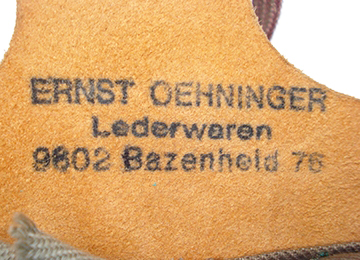 ERNST OEHNINGER
Lederwaren
9602 Bazenheid 76